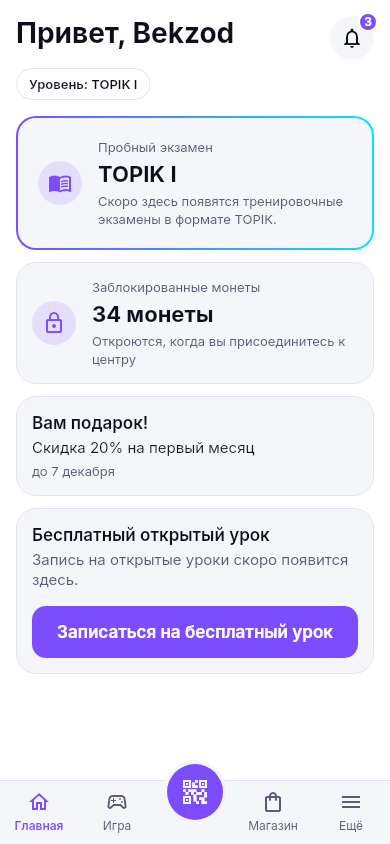 Привет, Bekzod
3
Уровень: TOPIK I
Пробный экзамен
TOPIK I
Скоро здесь появятся тренировочные
экзамены в формате TOPIK.
Заблокированные монеты
34 монеты
Откроются, когда вы присоединитесь к
центру
Вам подарок!
Скидка 20% на первый месяц
до 7 декабря
Бесплатный открытый урок
Запись на открытые уроки скоро появится
здесь.
Записаться на бесплатный урок
Главная
Игра
Магазин
Ещё